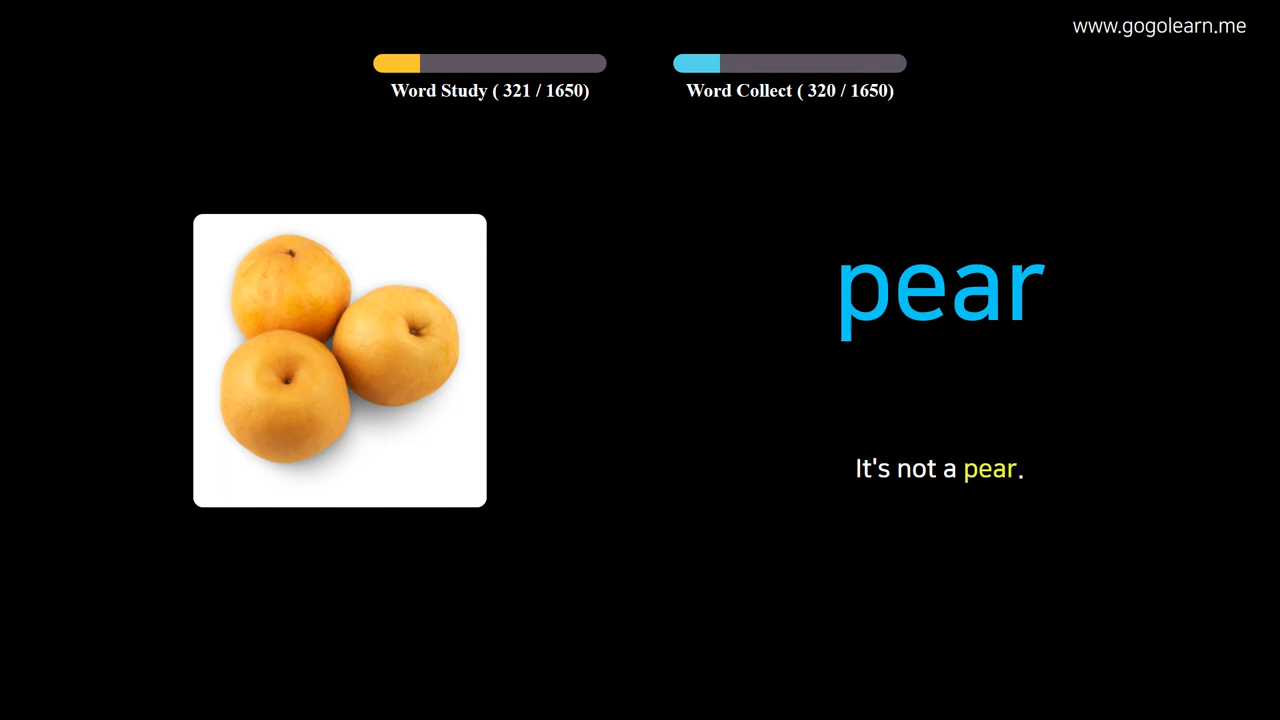 www.gogolearn.me
Word Study ( 321 / 1650)
Word Collect ( 320 / 1650)
pear
It's not a pear.